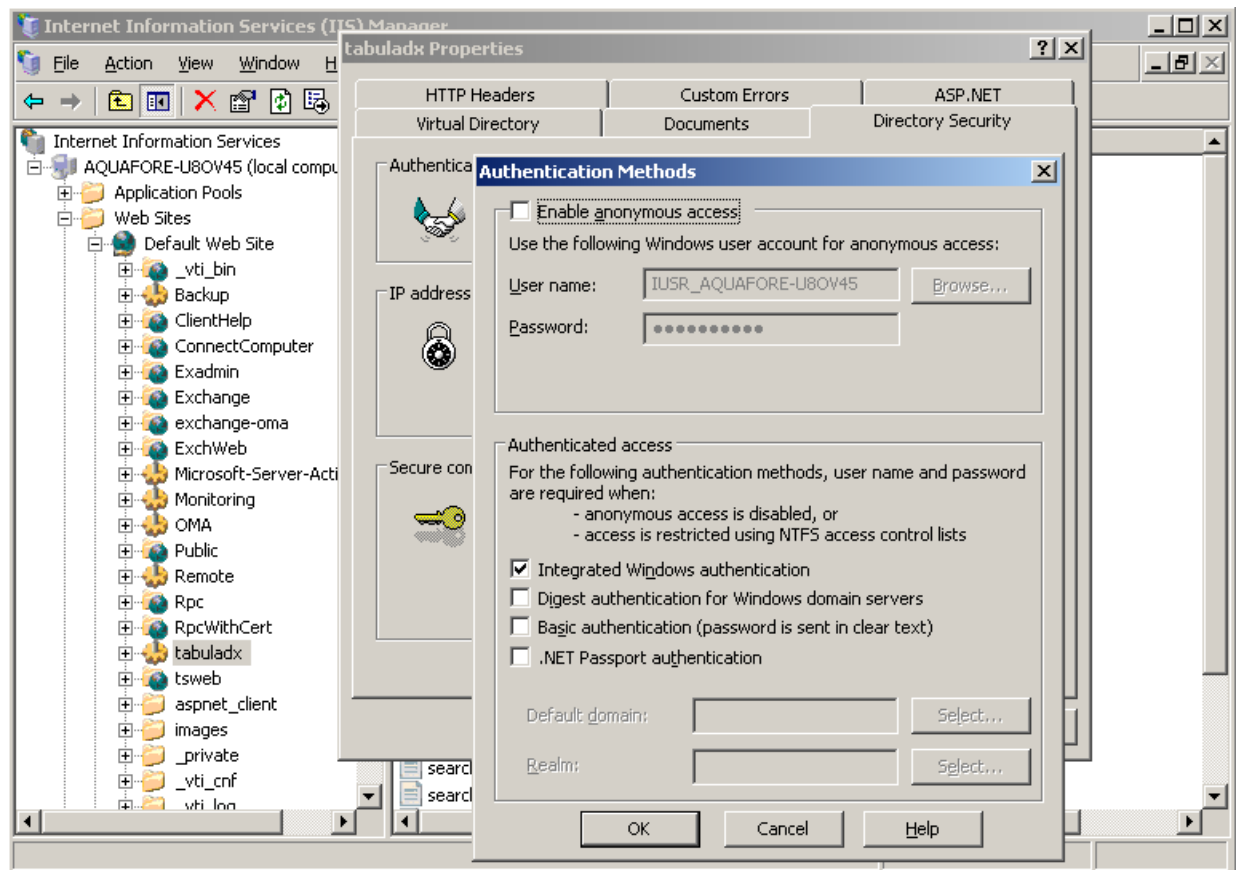 Internet Information Services (IIS) Manager
File Action View Window H
Internet Information Services
AQUAFORE-U8OV45 (local compu
Application Pools
Web Sites
Default Web Site
_vti_bin
Backup
ClientHelp
ConnectComputer
Exadmin
Exchange
exchange-oma
ExchWeb
Microsoft-Server-Acti
Monitoring
OMA
Public
Remote
Rpc
RpcWithCert
tabuladx
tsweb
aspnet_client
images
_private
_vti_cnf
_vti_log
searc
searc
tabuladx Properties
HTTP Headers Custom Errors ASP.NET
Virtual Directory Documents Directory Security
Authentica
IP address
Secure con
Authentication Methods
Enable anonymous access
Use the following Windows user account for anonymous access:
User name: IUSR_AQUAFORE-U8OV45 Browse...
Password: ●●●●●●●●●●
Authenticated access
For the following authentication methods, user name and password
are required when:
- anonymous access is disabled, or
- access is restricted using NTFS access control lists
Integrated Windows authentication
Digest authentication for Windows domain servers
Basic authentication (password is sent in clear text)
.NET Passport authentication
Default domain: Select...
Realm: Select...
OK Cancel Help